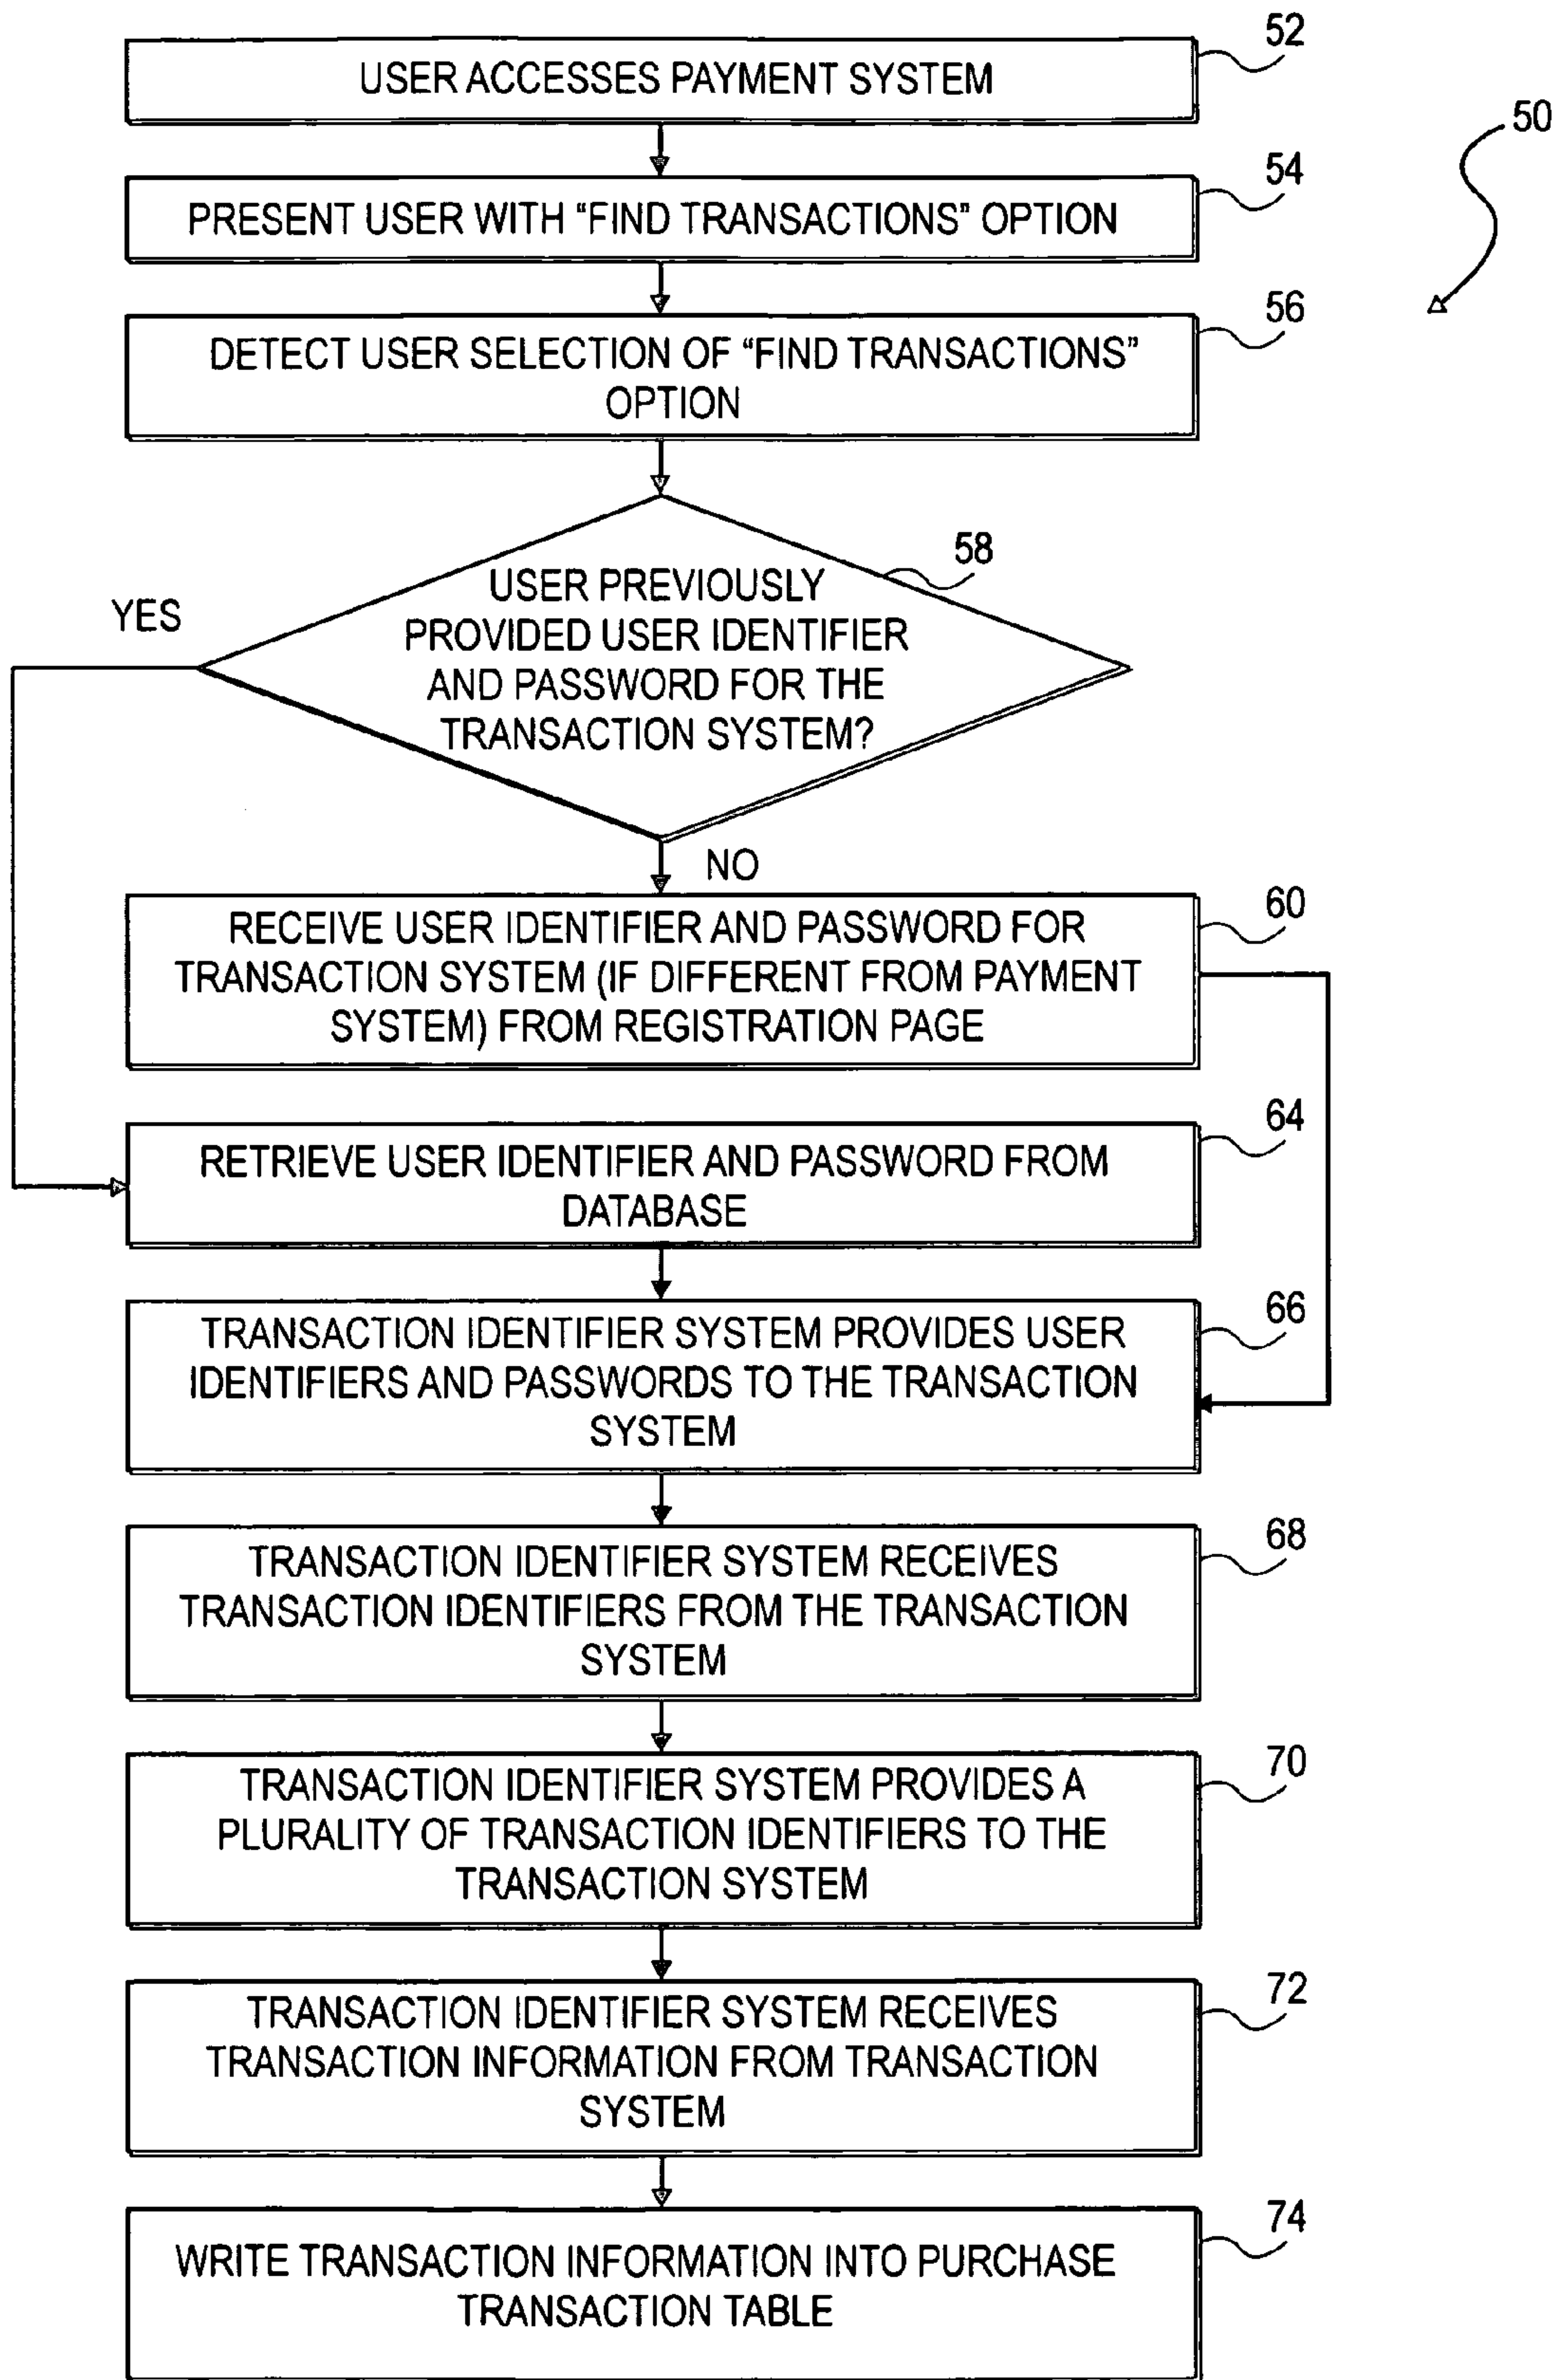 52
USER ACCESSES PAYMENT SYSTEM
50
54
PRESENT USER WITH “FIND TRANSACTIONS” OPTION
56
DETECT USER SELECTION OF “FIND TRANSACTIONS”
OPTION
58
USER PREVIOUSLY
PROVIDED USER IDENTIFIER
AND PASSWORD FOR THE
TRANSACTION SYSTEM?
YES
NO
60
RECEIVE USER IDENTIFIER AND PASSWORD FOR
TRANSACTION SYSTEM (IF DIFFERENT FROM PAYMENT
SYSTEM) FROM REGISTRATION PAGE
64
RETRIEVE USER IDENTIFIER AND PASSWORD FROM
DATABASE
66
TRANSACTION IDENTIFIER SYSTEM PROVIDES USER
IDENTIFIERS AND PASSWORDS TO THE TRANSACTION
SYSTEM
68
TRANSACTION IDENTIFIER SYSTEM RECEIVES
TRANSACTION IDENTIFIERS FROM THE TRANSACTION
SYSTEM
70
TRANSACTION IDENTIFIER SYSTEM PROVIDES A
PLURALITY OF TRANSACTION IDENTIFIERS TO THE
TRANSACTION SYSTEM
72
TRANSACTION IDENTIFIER SYSTEM RECEIVES
TRANSACTION INFORMATION FROM TRANSACTION
SYSTEM
74
WRITE TRANSACTION INFORMATION INTO PURCHASE
TRANSACTION TABLE